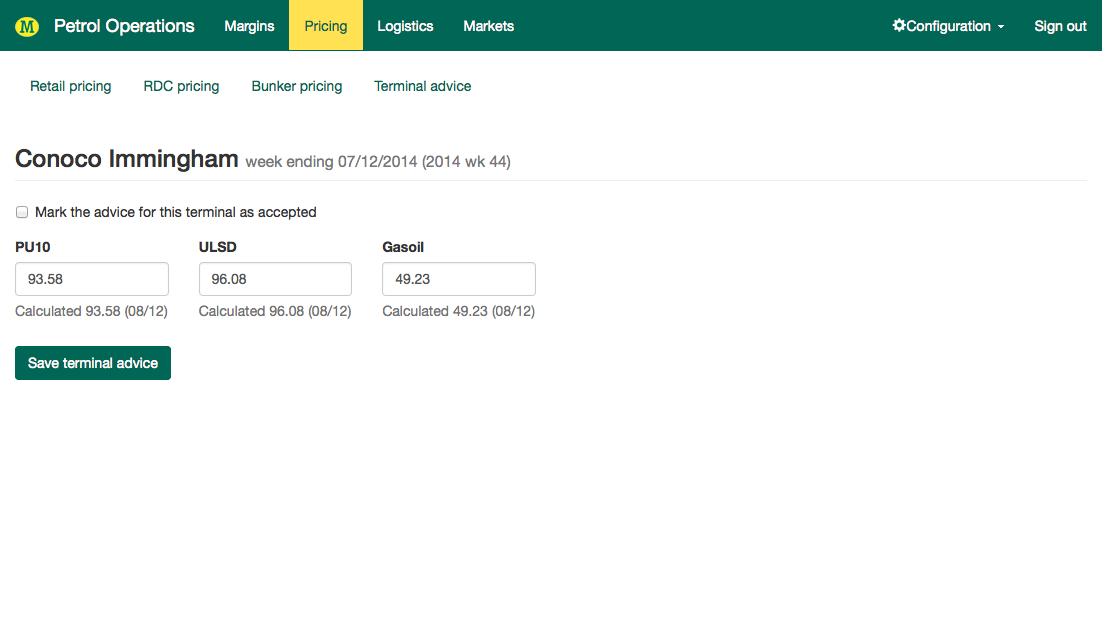 M Petrol Operations Margins Pricing Logistics Markets Configuration Sign out
Retail pricing RDC pricing Bunker pricing Terminal advice
Conoco Immingham week ending 07/12/2014 (2014 wk 44)
Mark the advice for this terminal as accepted
PU10 ULSD Gasoil
93.58 96.08 49.23
Calculated 93.58 (08/12) Calculated 96.08 (08/12) Calculated 49.23 (08/12)
Save terminal advice